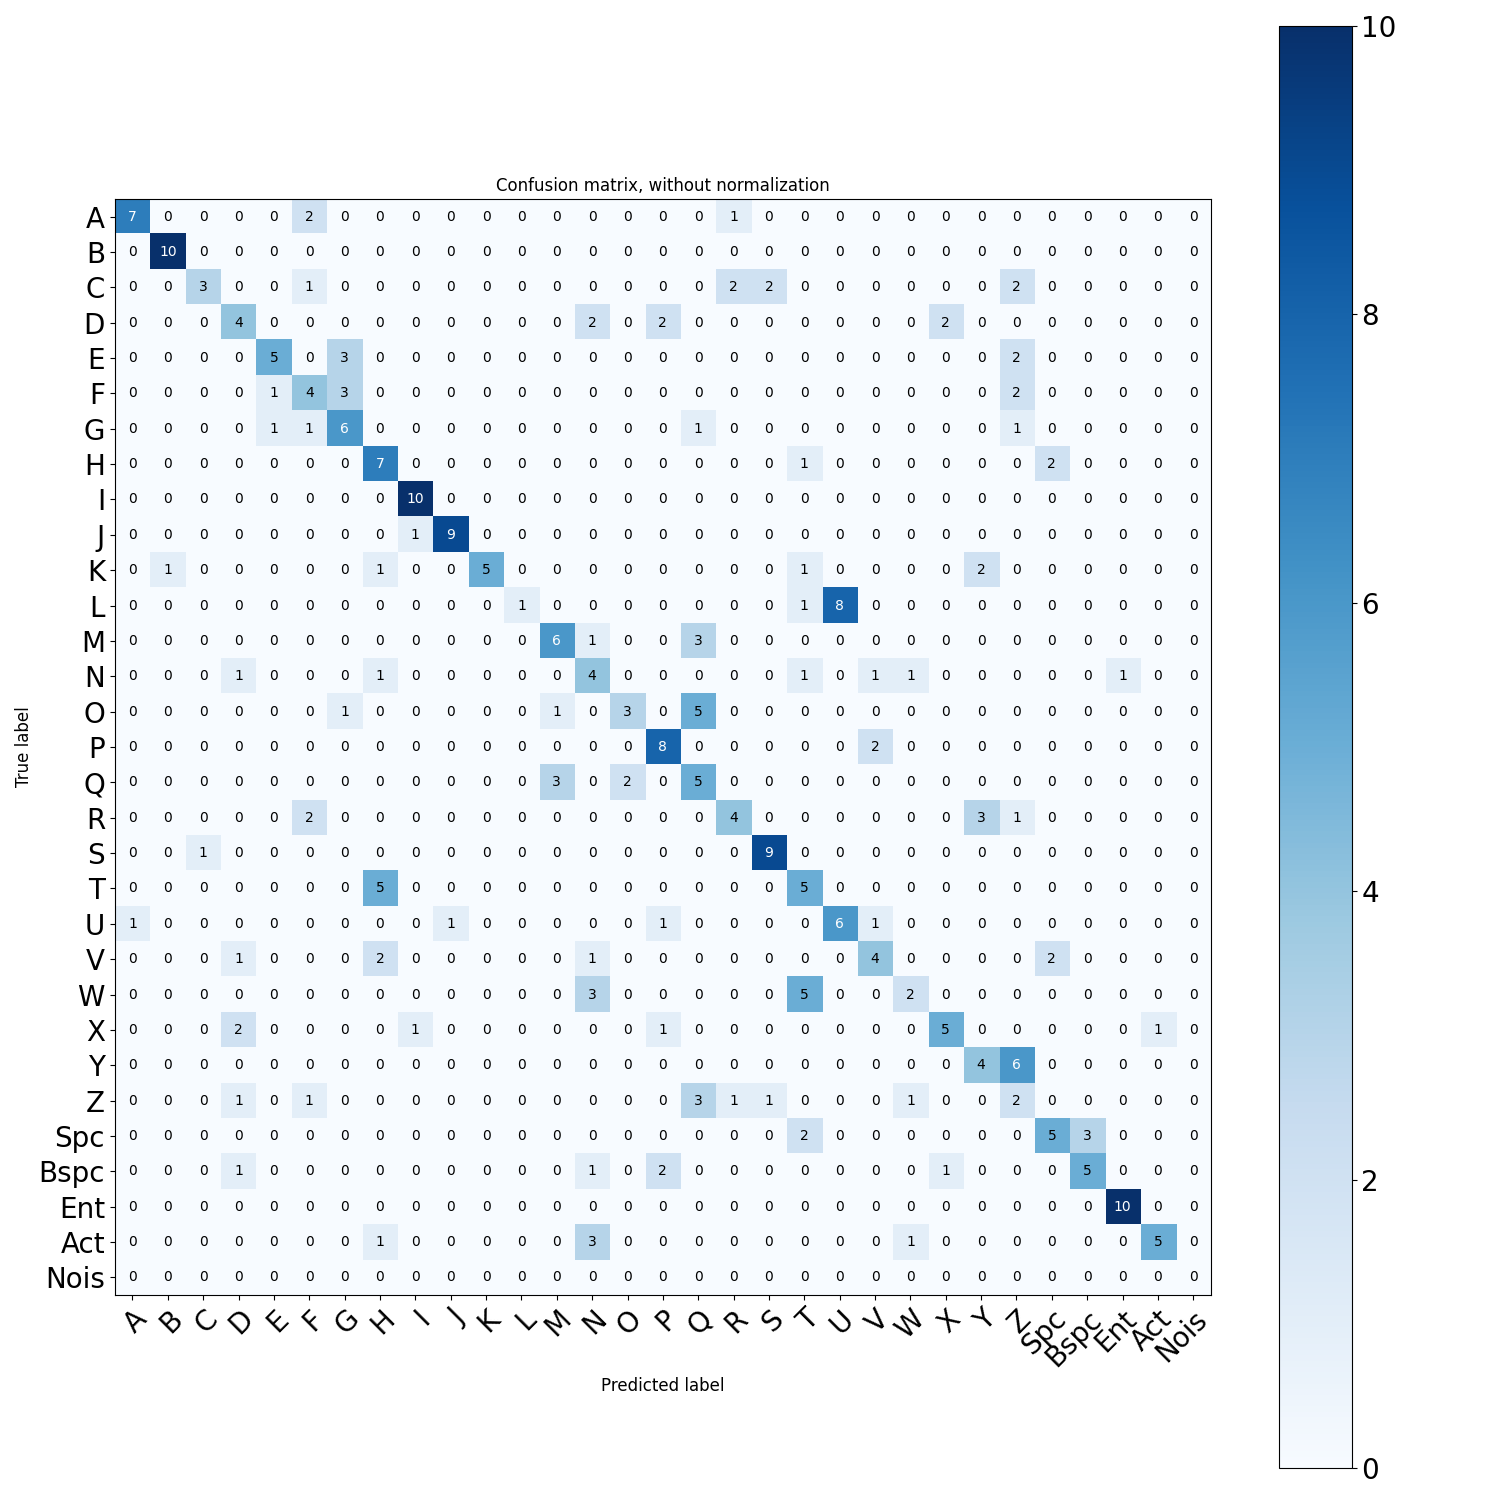 Confusion matrix, without normalization
A 7 0 0 0 0 2 0 0 0 0 0 0 0 0 0 0 0 1 0 0 0 0 0 0 0 0 0 0 0 0 0
B 0 10 0 0 0 0 0 0 0 0 0 0 0 0 0 0 0 0 0 0 0 0 0 0 0 0 0 0 0 0 0
C 0 0 3 0 0 1 0 0 0 0 0 0 0 0 0 0 0 2 2 0 0 0 0 0 0 2 0 0 0 0 0
D 0 0 0 4 0 0 0 0 0 0 0 0 0 2 0 2 0 0 0 0 0 0 0 2 0 0 0 0 0 0 0
E 0 0 0 0 5 0 3 0 0 0 0 0 0 0 0 0 0 0 0 0 0 0 0 0 0 2 0 0 0 0 0
F 0 0 0 0 1 4 3 0 0 0 0 0 0 0 0 0 0 0 0 0 0 0 0 0 0 2 0 0 0 0 0
G 0 0 0 0 1 1 6 0 0 0 0 0 0 0 0 0 1 0 0 0 0 0 0 0 0 1 0 0 0 0 0
H 0 0 0 0 0 0 0 7 0 0 0 0 0 0 0 0 0 0 0 1 0 0 0 0 0 0 2 0 0 0 0
I 0 0 0 0 0 0 0 0 10 0 0 0 0 0 0 0 0 0 0 0 0 0 0 0 0 0 0 0 0 0 0
J 0 0 0 0 0 0 0 0 1 9 0 0 0 0 0 0 0 0 0 0 0 0 0 0 0 0 0 0 0 0 0
K 0 1 0 0 0 0 0 1 0 0 5 0 0 0 0 0 0 0 0 1 0 0 0 0 2 0 0 0 0 0 0
L 0 0 0 0 0 0 0 0 0 0 0 1 0 0 0 0 0 0 0 1 8 0 0 0 0 0 0 0 0 0 0
M 0 0 0 0 0 0 0 0 0 0 0 0 6 1 0 0 3 0 0 0 0 0 0 0 0 0 0 0 0 0 0
N 0 0 0 1 0 0 0 1 0 0 0 0 0 4 0 0 0 0 0 1 0 1 1 0 0 0 0 0 1 0 0
O 0 0 0 0 0 0 1 0 0 0 0 0 1 0 3 0 5 0 0 0 0 0 0 0 0 0 0 0 0 0 0
P 0 0 0 0 0 0 0 0 0 0 0 0 0 0 0 8 0 0 0 0 0 2 0 0 0 0 0 0 0 0 0
Q 0 0 0 0 0 0 0 0 0 0 0 0 3 0 2 0 5 0 0 0 0 0 0 0 0 0 0 0 0 0 0
R 0 0 0 0 0 2 0 0 0 0 0 0 0 0 0 0 0 4 0 0 0 0 0 0 3 1 0 0 0 0 0
S 0 0 1 0 0 0 0 0 0 0 0 0 0 0 0 0 0 0 9 0 0 0 0 0 0 0 0 0 0 0 0
T 0 0 0 0 0 0 0 5 0 0 0 0 0 0 0 0 0 0 0 5 0 0 0 0 0 0 0 0 0 0 0
U 1 0 0 0 0 0 0 0 0 1 0 0 0 0 0 1 0 0 0 0 6 1 0 0 0 0 0 0 0 0 0
V 0 0 0 1 0 0 0 2 0 0 0 0 0 1 0 0 0 0 0 0 0 4 0 0 0 0 2 0 0 0 0
W 0 0 0 0 0 0 0 0 0 0 0 0 0 3 0 0 0 0 0 5 0 0 2 0 0 0 0 0 0 0 0
X 0 0 0 2 0 0 0 0 1 0 0 0 0 0 0 1 0 0 0 0 0 0 0 5 0 0 0 0 0 1 0
Y 0 0 0 0 0 0 0 0 0 0 0 0 0 0 0 0 0 0 0 0 0 0 0 0 4 6 0 0 0 0 0
Z 0 0 0 1 0 1 0 0 0 0 0 0 0 0 0 0 3 1 1 0 0 0 1 0 0 2 0 0 0 0 0
Spc 0 0 0 0 0 0 0 0 0 0 0 0 0 0 0 0 0 0 0 2 0 0 0 0 0 0 5 3 0 0 0
Bspc 0 0 0 1 0 0 0 0 0 0 0 0 0 1 0 2 0 0 0 0 0 0 0 1 0 0 0 5 0 0 0
Ent 0 0 0 0 0 0 0 0 0 0 0 0 0 0 0 0 0 0 0 0 0 0 0 0 0 0 0 0 10 0 0
Act 0 0 0 0 0 0 0 1 0 0 0 0 0 3 0 0 0 0 0 0 0 0 1 0 0 0 0 0 0 5 0
Nois 0 0 0 0 0 0 0 0 0 0 0 0 0 0 0 0 0 0 0 0 0 0 0 0 0 0 0 0 0 0 0
A B C D E F G H I J K L M N O P Q R S T U V W X Y Z Spc Bspc Ent Act Nois
Predicted label
True label
10
8
6
4
2
0